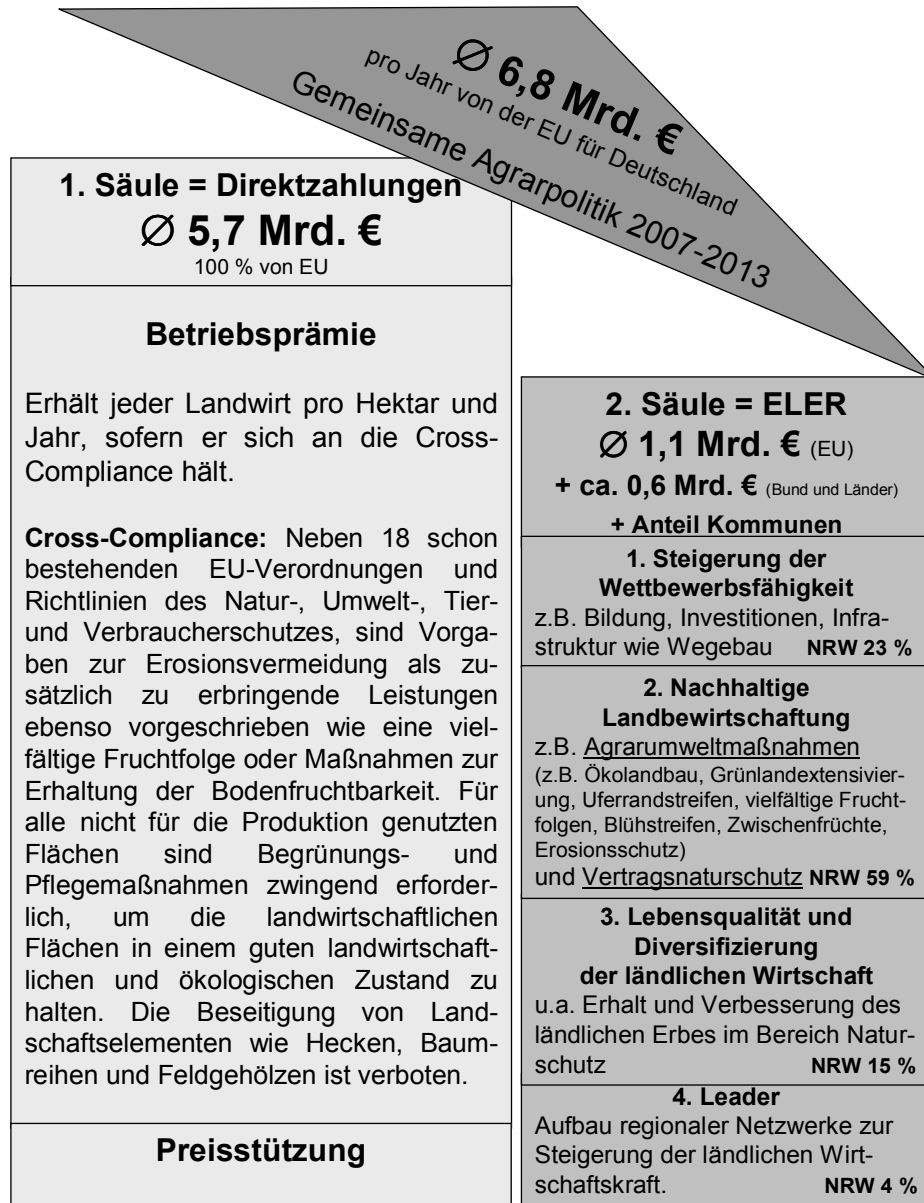 Ø 6,8 Mrd. €
pro Jahr von der EU für Deutschland
Gemeinsame Agrarpolitik 2007-2013
1. Säule = Direktzahlungen
Ø 5,7 Mrd. €
100 % von EU
Betriebsprämie
Erhält jeder Landwirt pro Hektar und
Jahr, sofern er sich an die Cross-
Compliance hält.
Cross-Compliance: Neben 18 schon
bestehenden EU-Verordnungen und
Richtlinien des Natur-, Umwelt-, Tier-
und Verbraucherschutzes, sind Vorga-
ben zur Erosionsvermeidung als zu-
sätzlich zu erbringende Leistungen
ebenso vorgeschrieben wie eine viel-
fältige Fruchtfolge oder Maßnahmen zur
Erhaltung der Bodenfruchtbarkeit. Für
alle nicht für die Produktion genutzten
Flächen sind Begrünungs- und
Pflegemaßnahmen zwingend erforder-
lich, um die landwirtschaftlichen
Flächen in einem guten landwirtschaft-
lichen und ökologischen Zustand zu
halten. Die Beseitigung von Land-
schaftselementen wie Hecken, Baum-
reihen und Feldgehölzen ist verboten.
Preisstützung
2. Säule = ELER
Ø 1,1 Mrd. € (EU)
+ ca. 0,6 Mrd. € (Bund und Länder)
+ Anteil Kommunen
1. Steigerung der
Wettbewerbsfähigkeit
z.B. Bildung, Investitionen, Infra-
struktur wie Wegebau NRW 23 %
2. Nachhaltige
Landbewirtschaftung
z.B. Agrarumweltmaßnahmen
(z.B. Ökolandbau, Grünlandextensivier-
ung, Uferrandstreifen, vielfältige Frucht-
folgen, Blühstreifen, Zwischenfrüchte,
Erosionsschutz)
und Vertragsnaturschutz NRW 59 %
3. Lebensqualität und
Diversifizierung
der ländlichen Wirtschaft
u.a. Erhalt und Verbesserung des
ländlichen Erbes im Bereich Natur-
schutz NRW 15 %
4. Leader
Aufbau regionaler Netzwerke zur
Steigerung der ländlichen Wirt-
schaftskraft. NRW 4 %